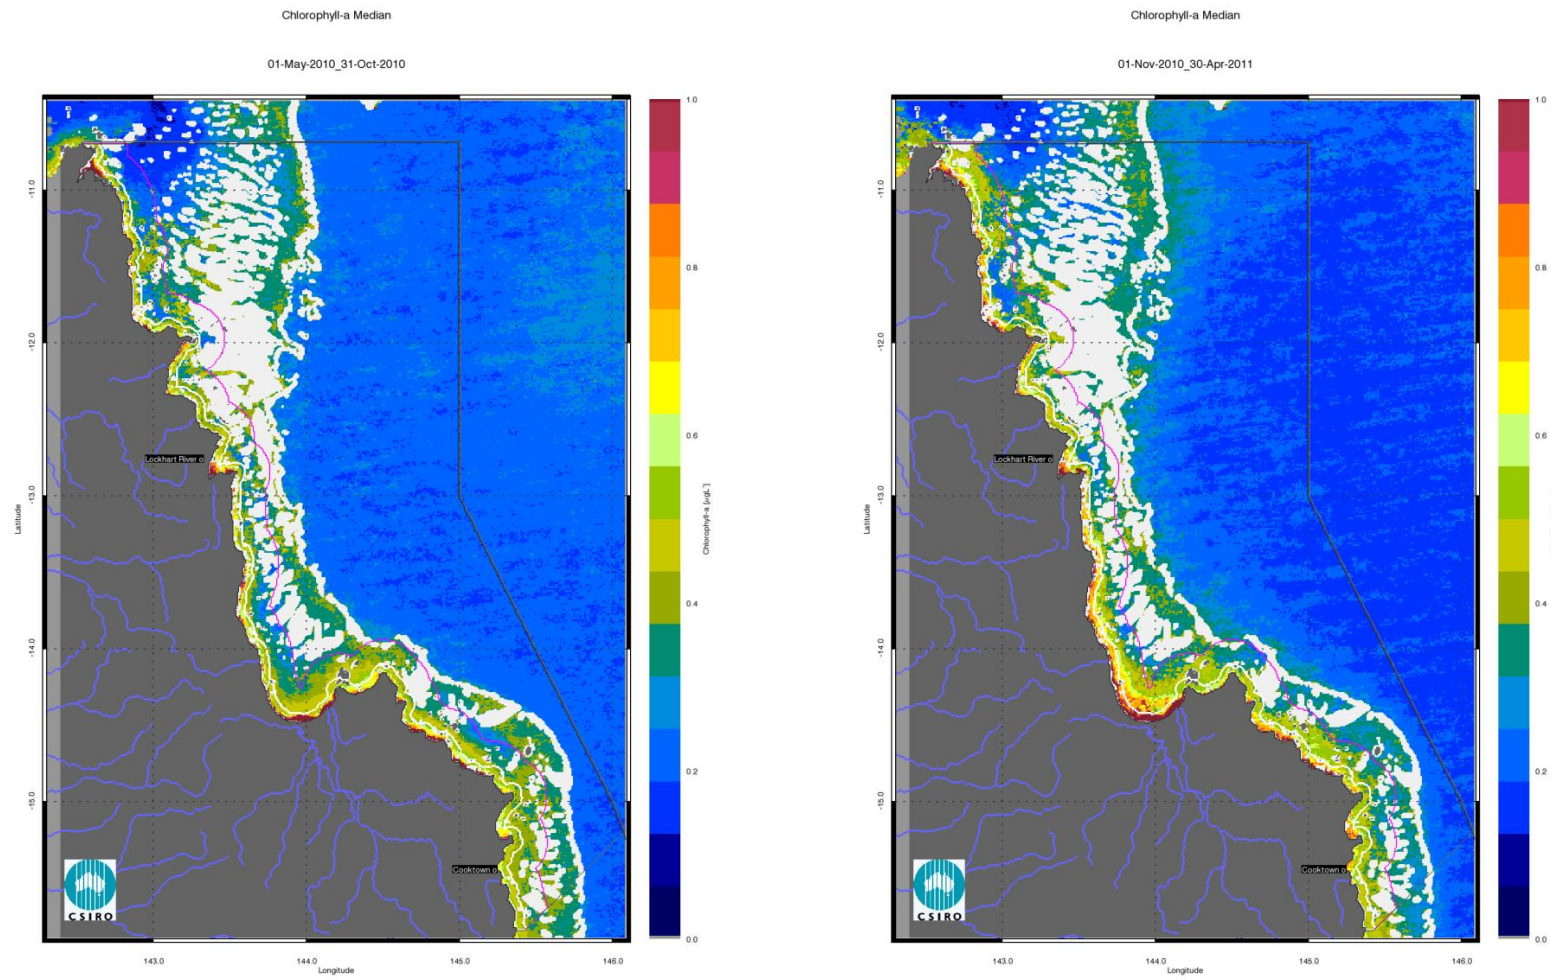 Chlorophyll-a Median
01-May-2010_31-Oct-2010
1.0
0.8
0.6
0.4
0.2
0.0
Chlorophyll-a [µgL⁻]
-11.0
-12.0
-13.0
-14.0
-15.0
Latitude
Lockhart River o
Cooktown o
CSIRO
143.0
144.0
145.0
146.0
Longitude
Chlorophyll-a Median
01-Nov-2010_30-Apr-2011
1.0
0.8
0.6
0.4
0.2
0.0
-11.0
-12.0
-13.0
-14.0
-15.0
Latitude
Lockhart River o
Cooktown o
CSIRO
143.0
144.0
145.0
146.0
Longitude